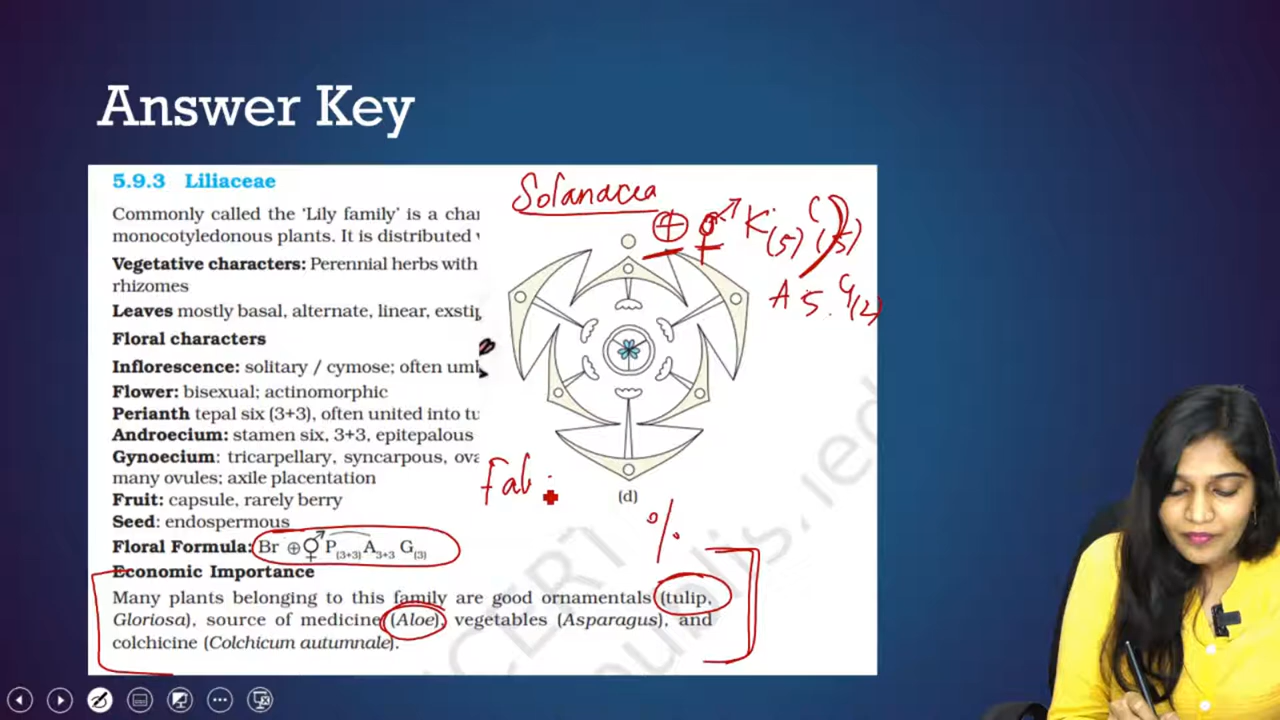 Answer Key
5.9.3 Liliaceae
Commonly called the 'Lily family' is a cha
monocotyledonous plants. It is distributed
Vegetative characters: Perennial herbs with
rhizomes
Leaves mostly basal, alternate, linear, exstip
Floral characters
Inflorescence: solitary / cymose; often uml
Flower: bisexual; actinomorphic
Perianth tepal six (3+3), often united into tu
Androecium: stamen six, 3+3, epitepalous
Gynoecium: tricarpellary, syncarpous, ova
many ovules; axile placentation
Fruit: capsule, rarely berry
Seed: endospermous
Floral Formula: Br ⊕ ⚥ P(3+3) A3+3 G(3)
Economic Importance
Many plants belonging to this family are good ornamentals (tulip,
Gloriosa), source of medicine (Aloe), vegetables (Asparagus), and
colchicine (Colchicum autumnale).
Solanacea
⊕ ⚥ K(5) C(5)
A 5. G(2)
(d)
Fab
%